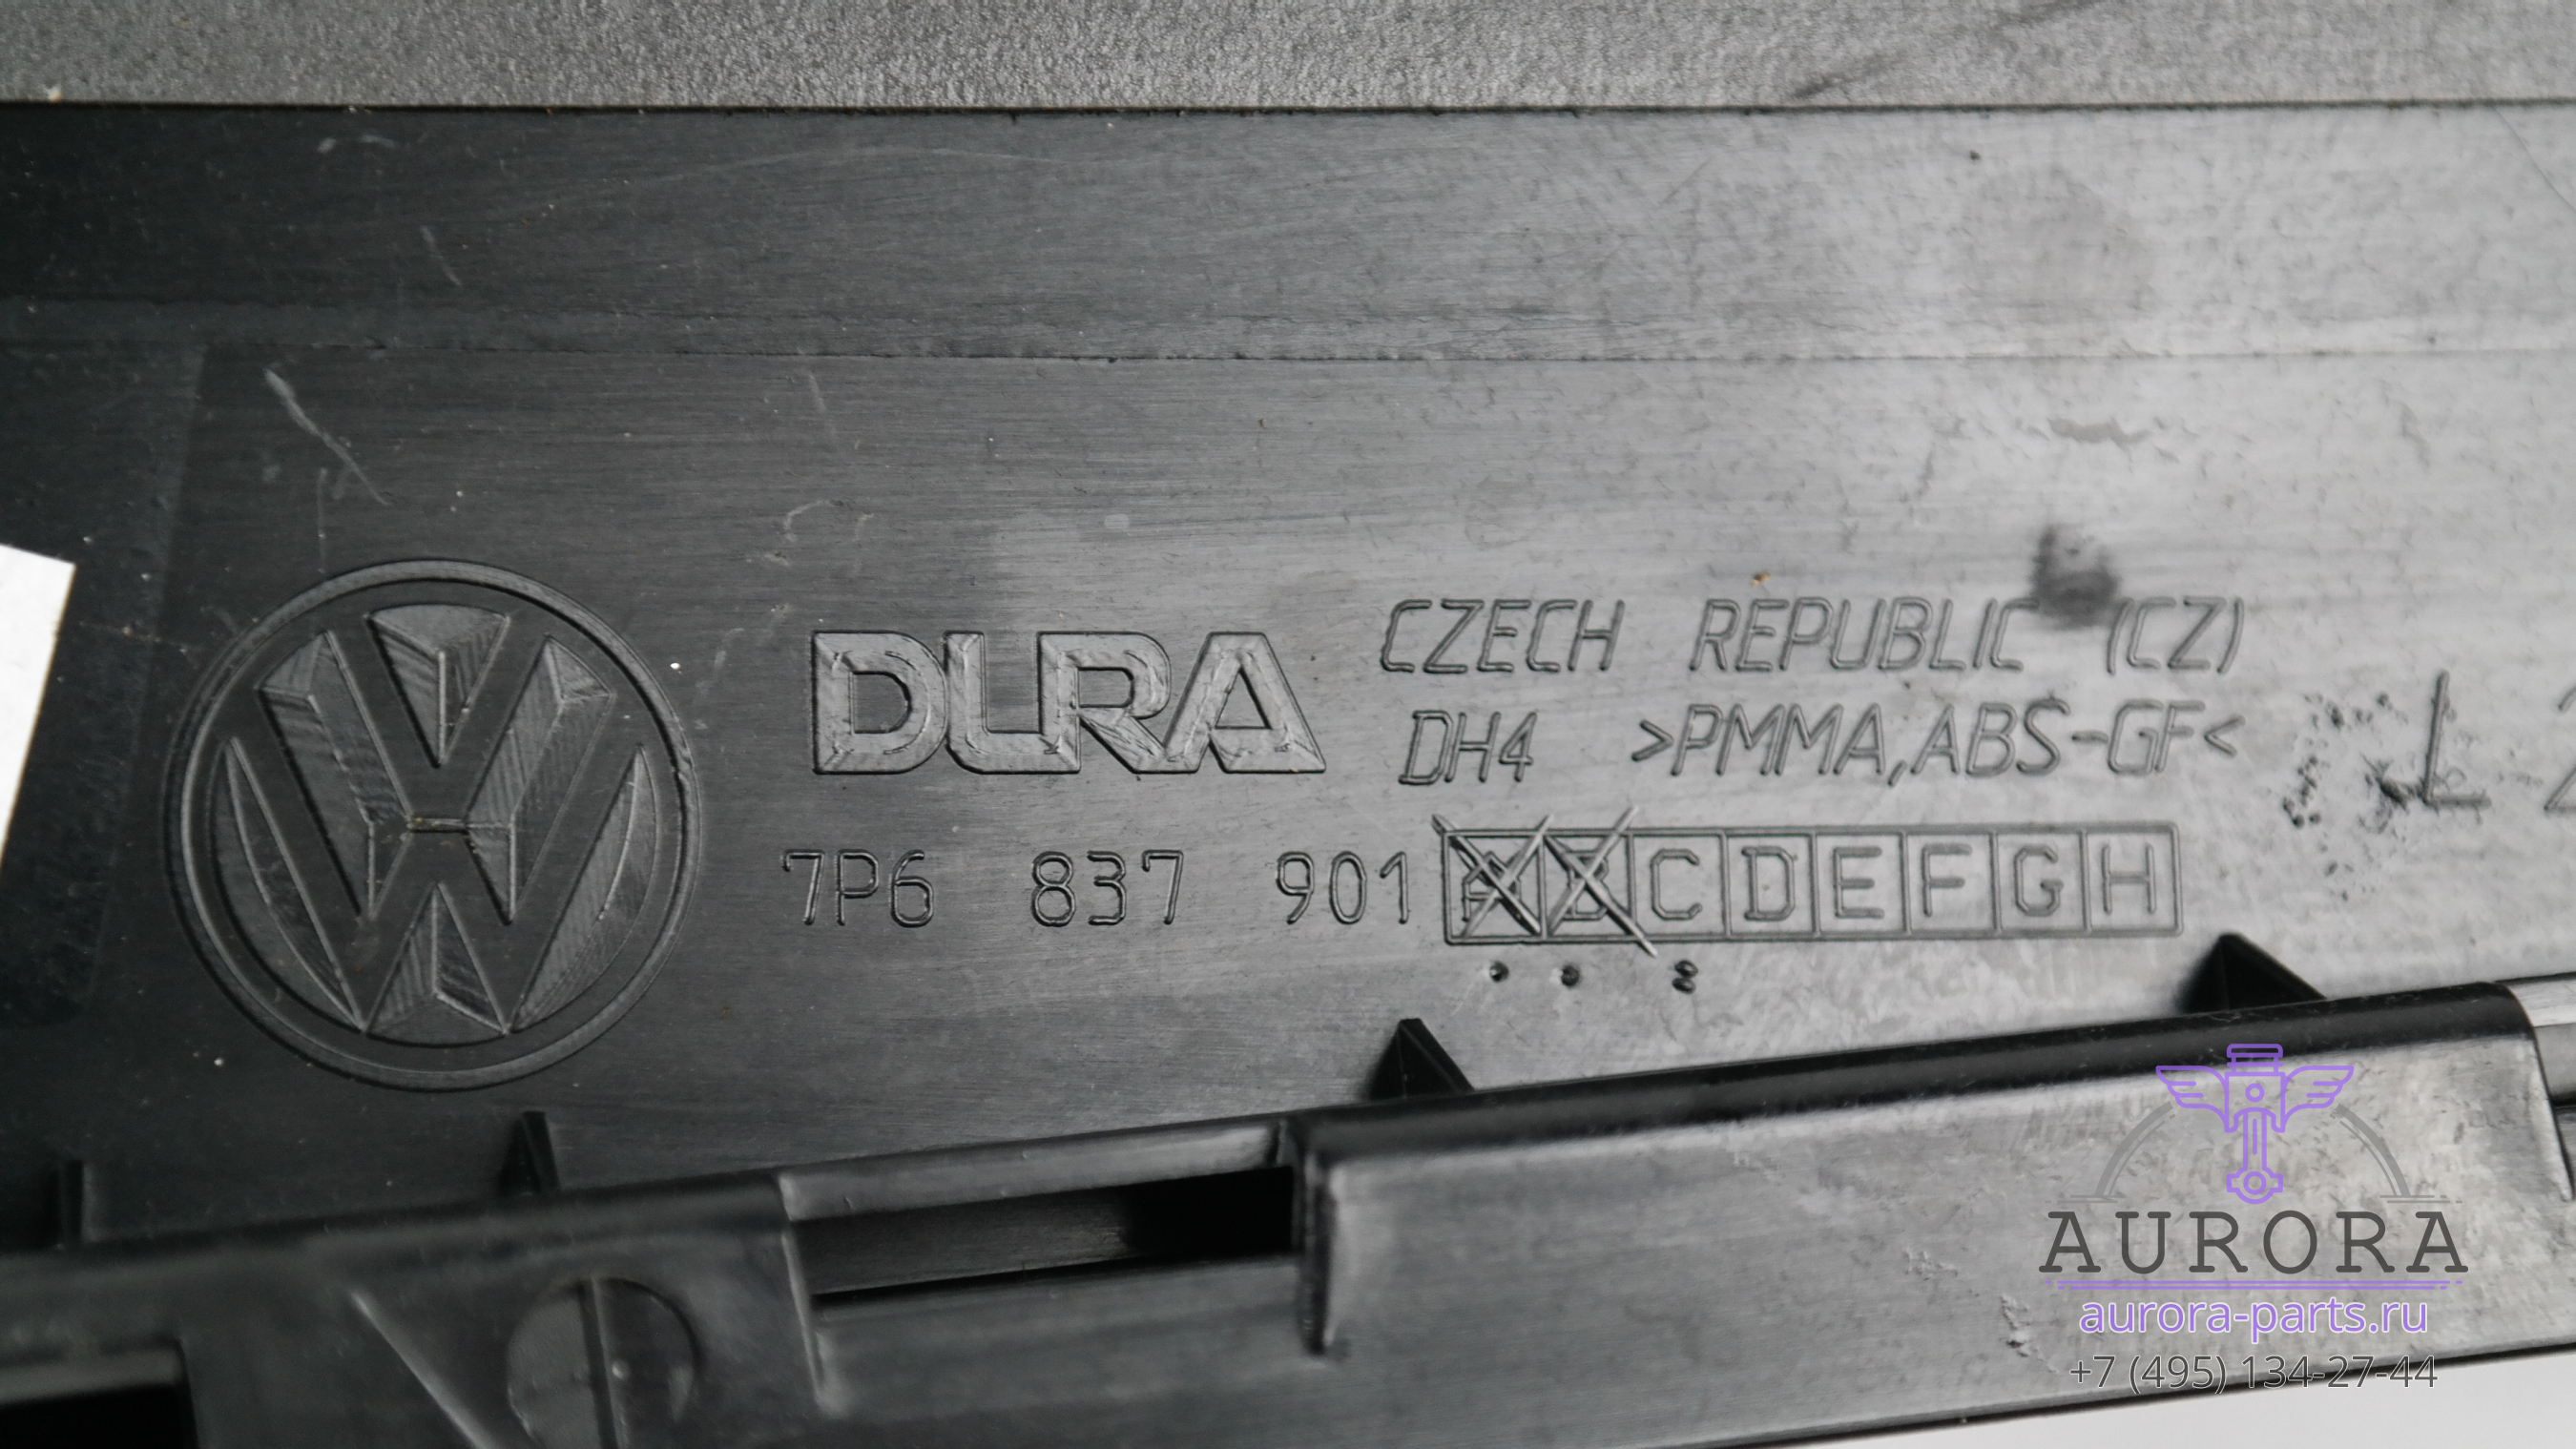 DURA
CZECH REPUBLIC (CZ)
DH4 >PMMA,ABS-GF<
L 2
7P6 837 901 A B C D E F G H
AURORA
aurora-parts.ru
+7 (495) 134-27-44